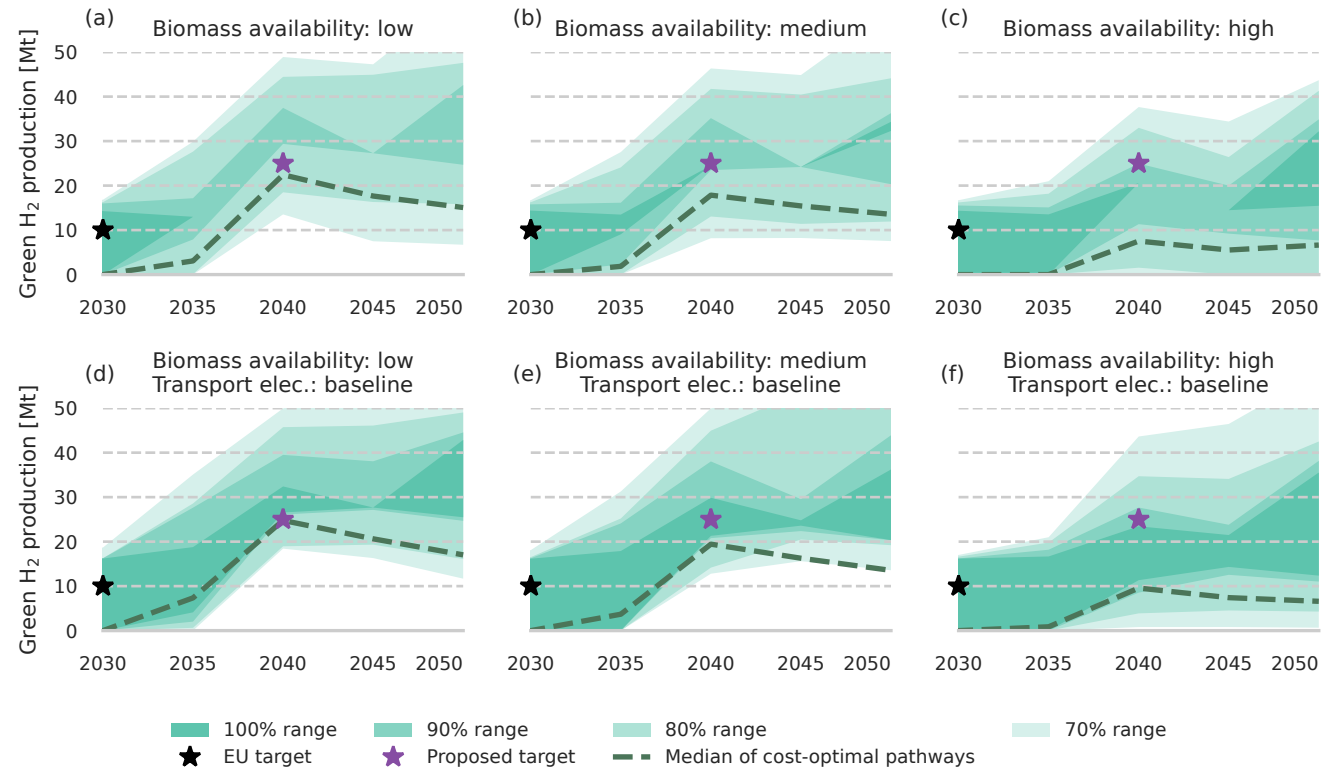 (a) Biomass availability: low
(b) Biomass availability: medium
(c) Biomass availability: high
Green H₂ production [Mt]
50
40
30
20
10
0
2030 2035 2040 2045 2050
2030 2035 2040 2045 2050
2030 2035 2040 2045 2050
(d) Biomass availability: low
Transport elec.: baseline
(e) Biomass availability: medium
Transport elec.: baseline
(f) Biomass availability: high
Transport elec.: baseline
Green H₂ production [Mt]
50
40
30
20
10
0
2030 2035 2040 2045 2050
2030 2035 2040 2045 2050
2030 2035 2040 2045 2050
100% range 90% range 80% range 70% range
EU target Proposed target Median of cost-optimal pathways